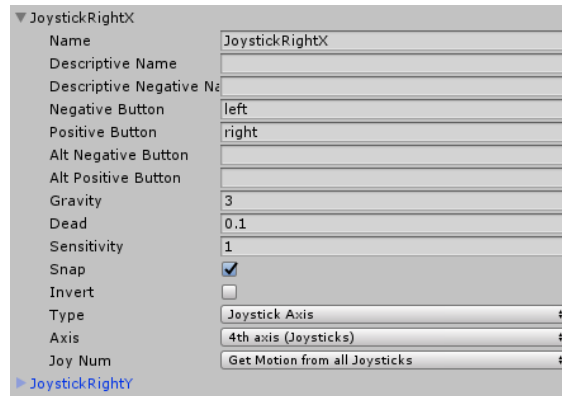 JoystickRightX
Name JoystickRightX
Descriptive Name
Descriptive Negative Na
Negative Button left
Positive Button right
Alt Negative Button
Alt Positive Button
Gravity 3
Dead 0.1
Sensitivity 1
Snap
Invert
Type Joystick Axis
Axis 4th axis (Joysticks)
Joy Num Get Motion from all Joysticks
JoystickRightY